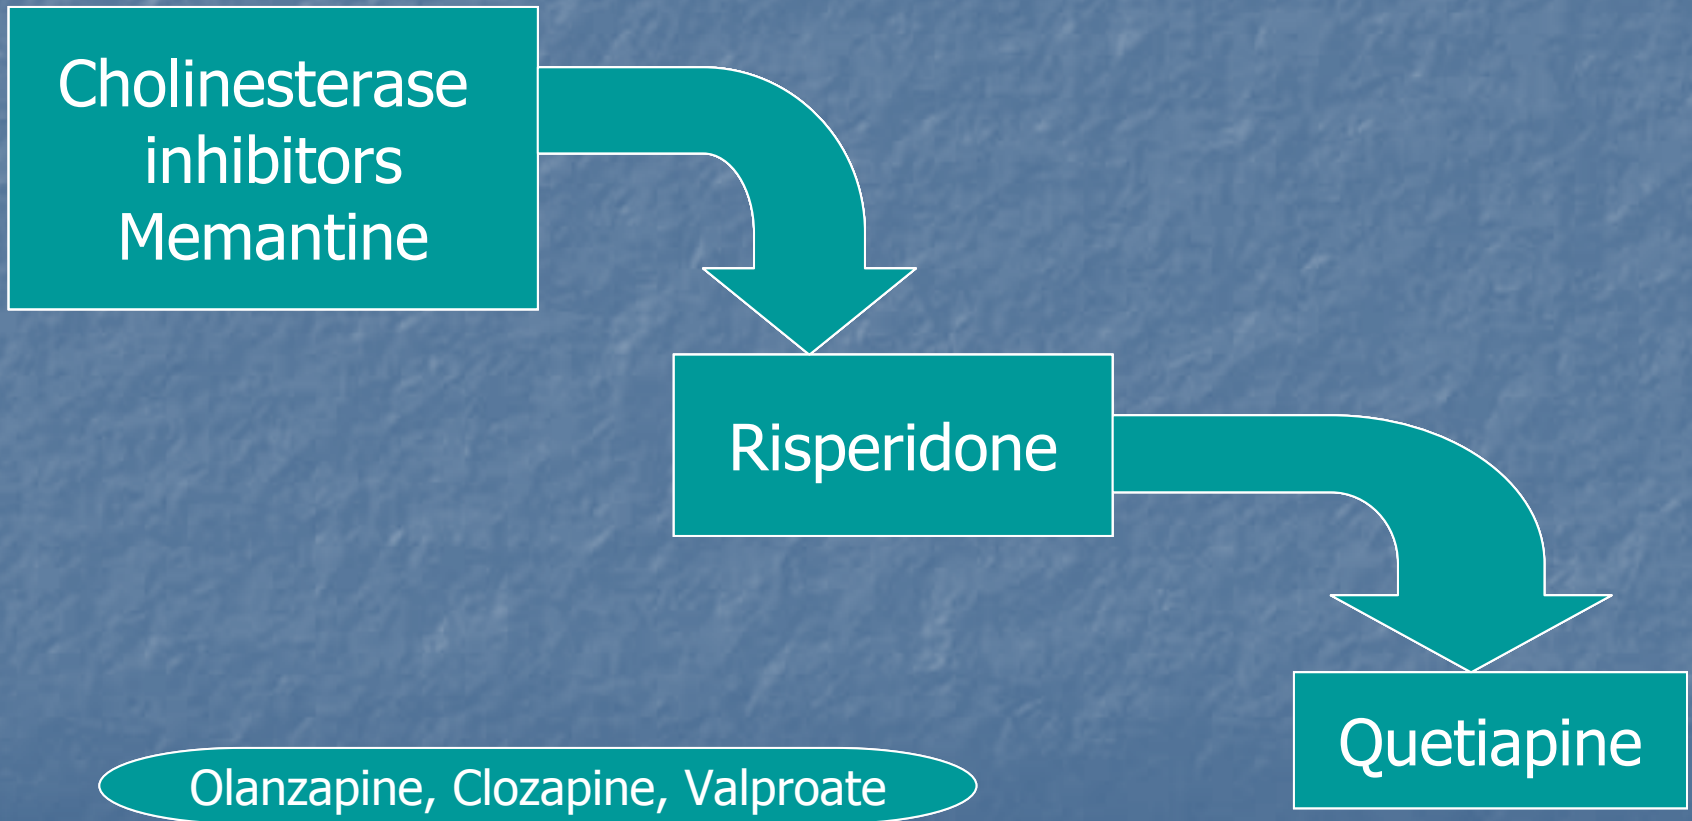 Cholinesterase
inhibitors
Memantine
Risperidone
Quetiapine
Olanzapine, Clozapine, Valproate